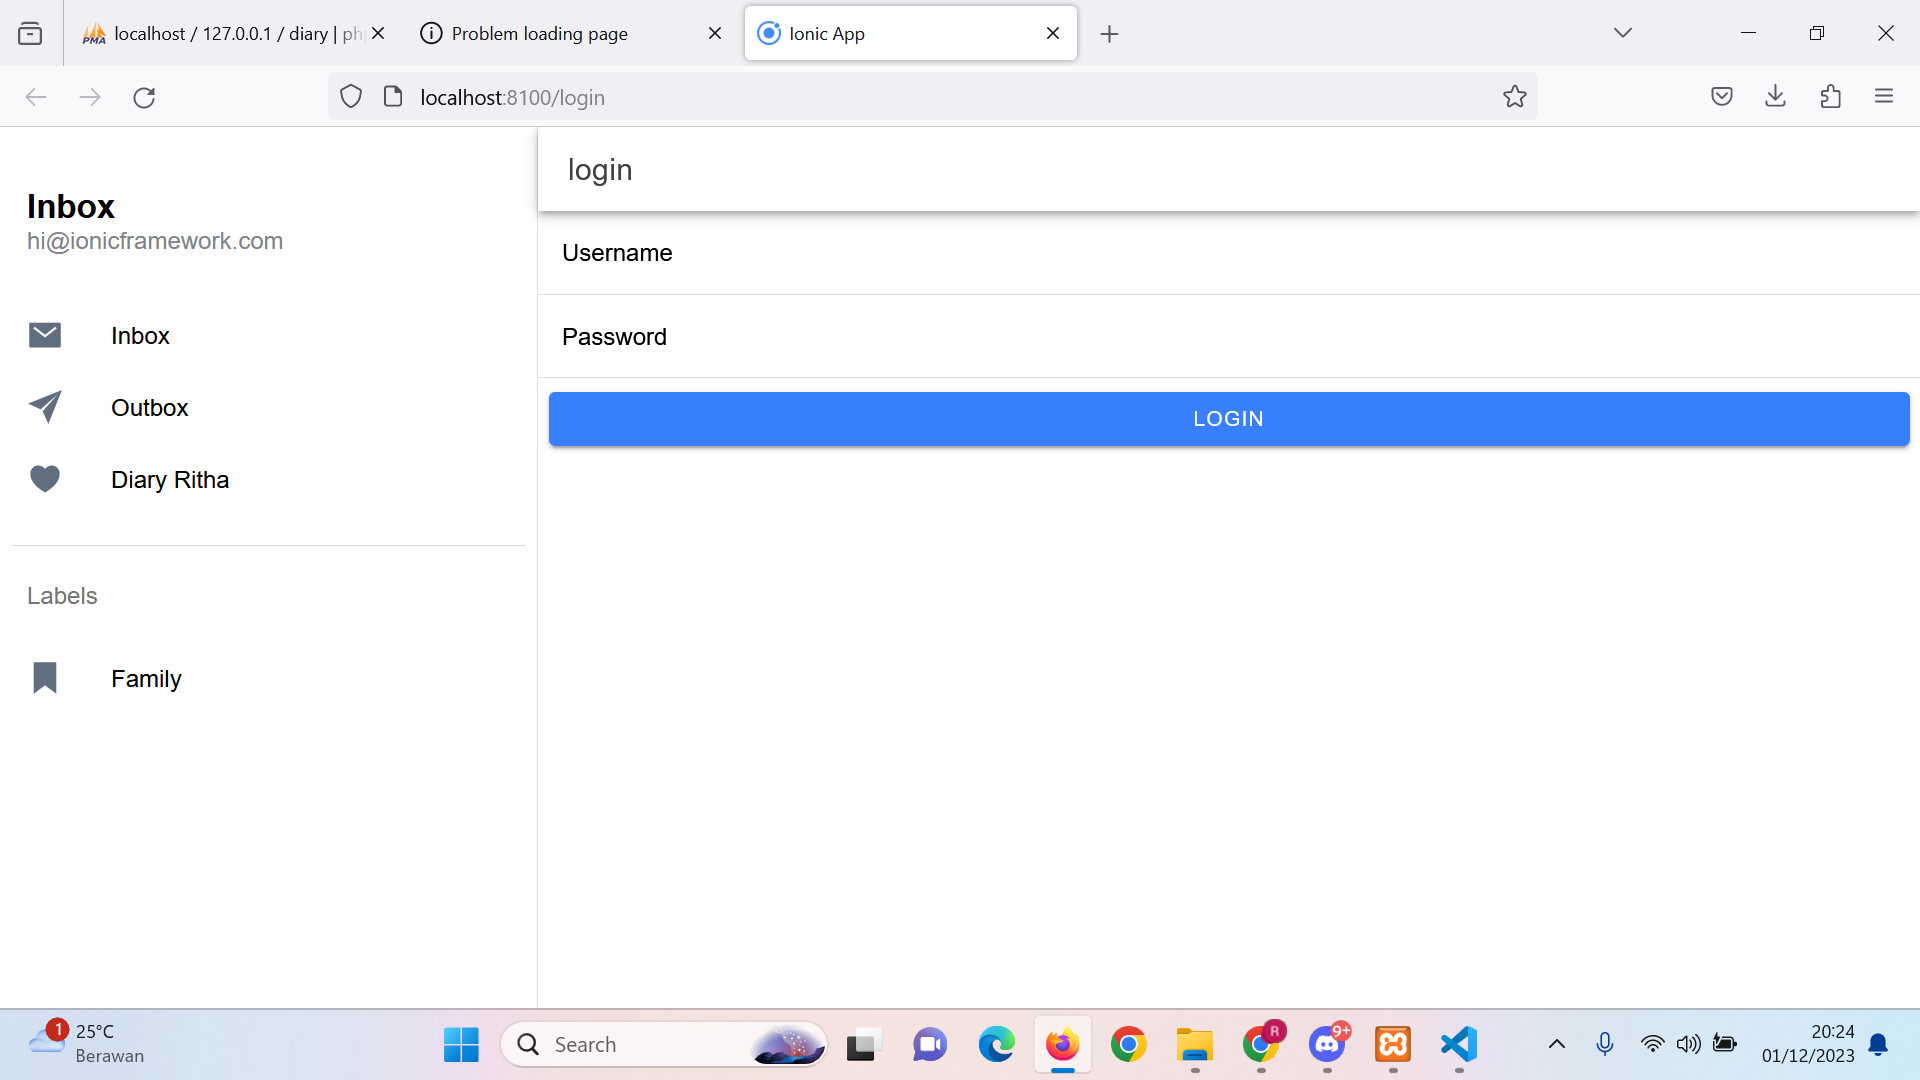 localhost / 127.0.0.1 / diary | ph
Problem loading page
Ionic App
localhost:8100/login
Inbox
hi@ionicframework.com
Inbox
Outbox
Diary Ritha
Labels
Family
login
Username
Password
LOGIN
1
25°C
Berawan
Search
R
9+
20:24
01/12/2023